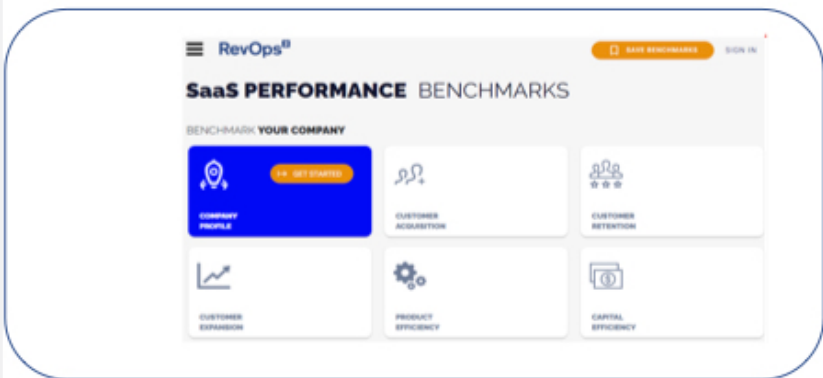 RevOps²
SAVE BENCHMARKS
SIGN IN
SaaS PERFORMANCE BENCHMARKS
BENCHMARK YOUR COMPANY
GET STARTED
COMPANY
PROFILE
CUSTOMER
ACQUISITION
CUSTOMER
RETENTION
CUSTOMER
EXPANSION
PRODUCT
EFFICIENCY
CAPITAL
EFFICIENCY